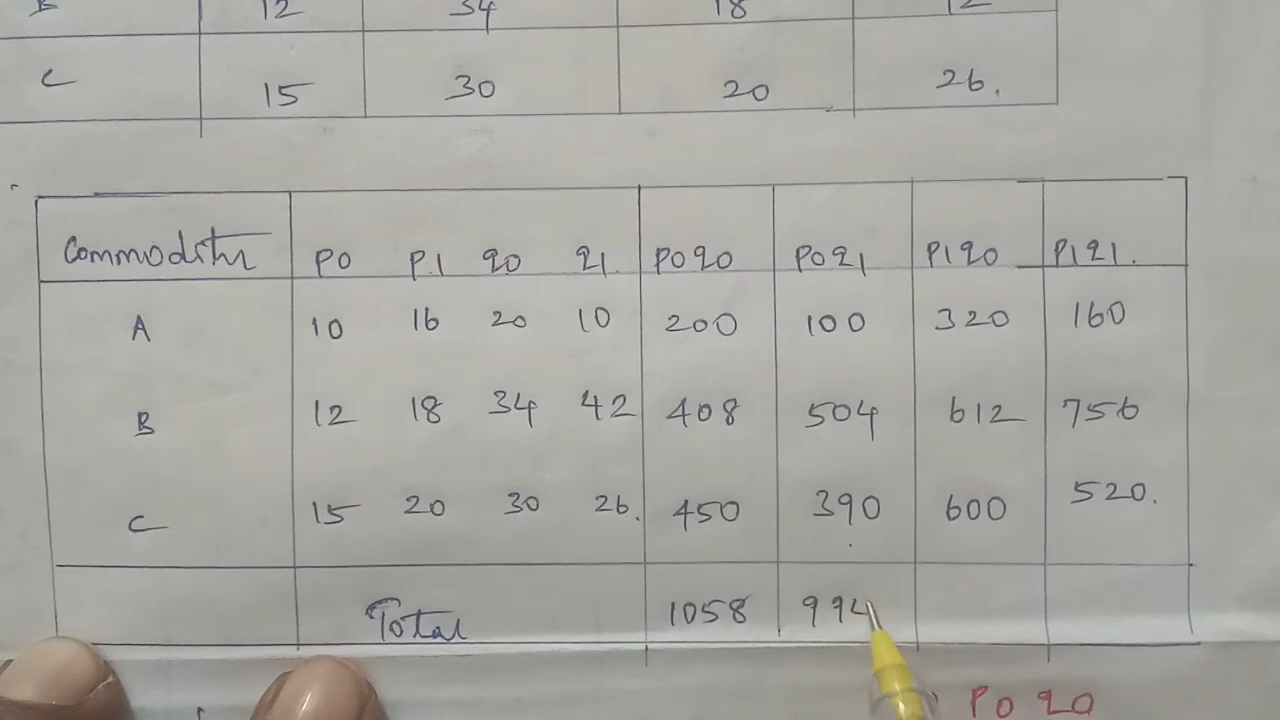 B 12 34 18 12
C 15 30 20 26.
Commodity P0 P1 q0 q1 P0q0 P0q1 P1q0 P1q1.
A 10 16 20 10 200 100 320 160
B 12 18 34 42 408 504 612 756
C 15 20 30 26. 450 390 600 520.
Total 1058 994
P0 q0